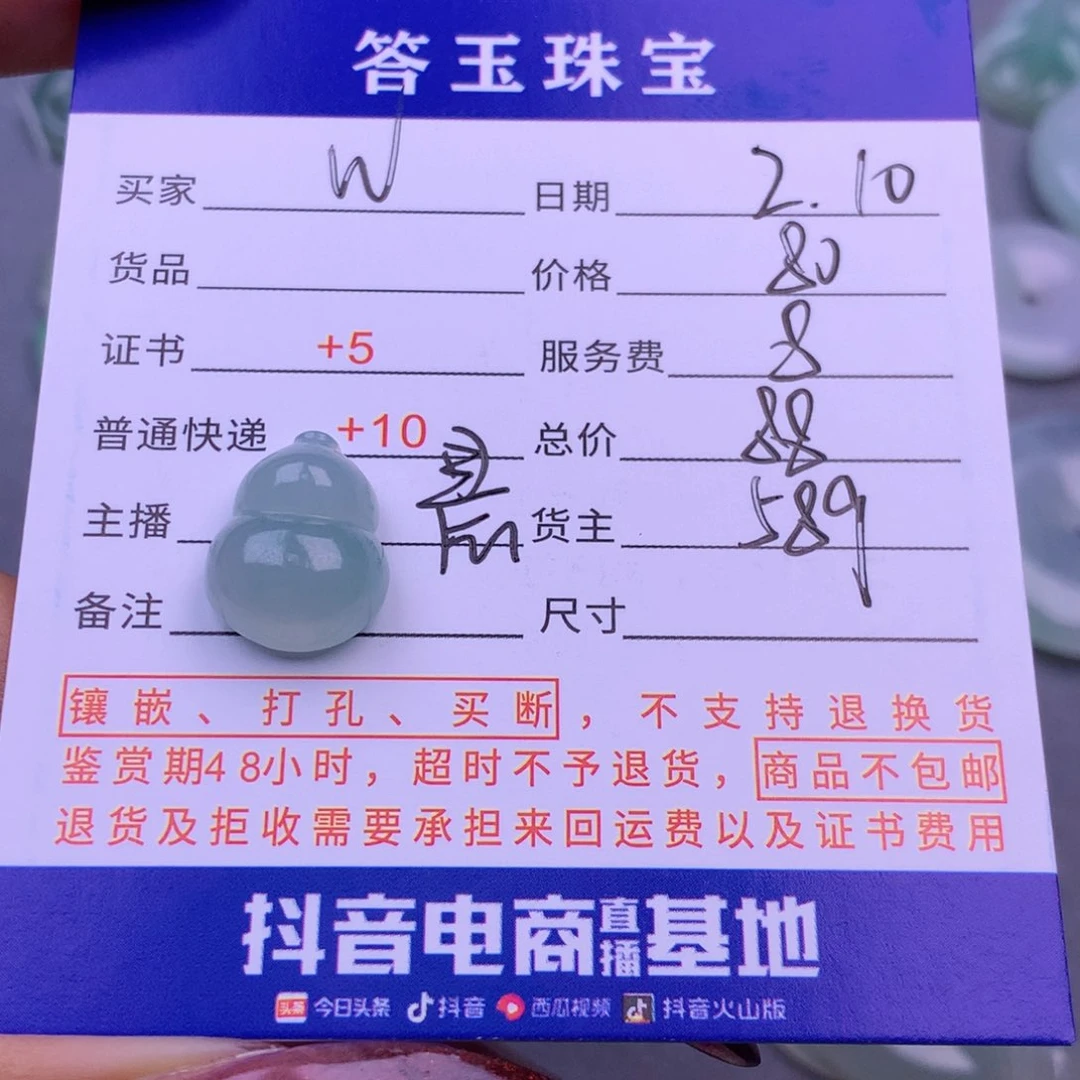 答玉珠宝
买家 W 日期 2.10
货品 价格 80
证书 +5 服务费 8
普通快递 +10 总价 88
主播 货主 589
备注 尺寸
镶嵌、打孔、买断，不支持退换货
鉴赏期48小时，超时不予退货，商品不包邮
退货及拒收需要承担来回运费以及证书费用
抖音电商直播基地
头条 今日头条 抖音 西瓜视频 抖音火山版